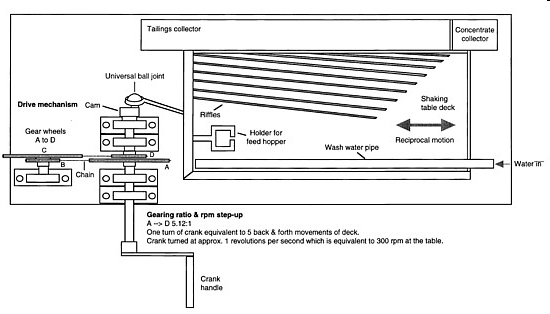 Tailings collector
Concentrate
collector
Universal ball joint
Drive mechanism
Cam
Riffles
Shaking
table deck
Gear wheels
A to D
Holder for
feed hopper
Reciprocal motion
C
D
Wash water pipe
B
A
Chain
Water in
Gearing ratio & rpm step-up
A --> D 5.12:1
One turn of crank equivalent to 5 back & forth movements of deck.
Crank turned at approx. 1 revolutions per second which is equivalent to 300 rpm at the table.
Crank
handle